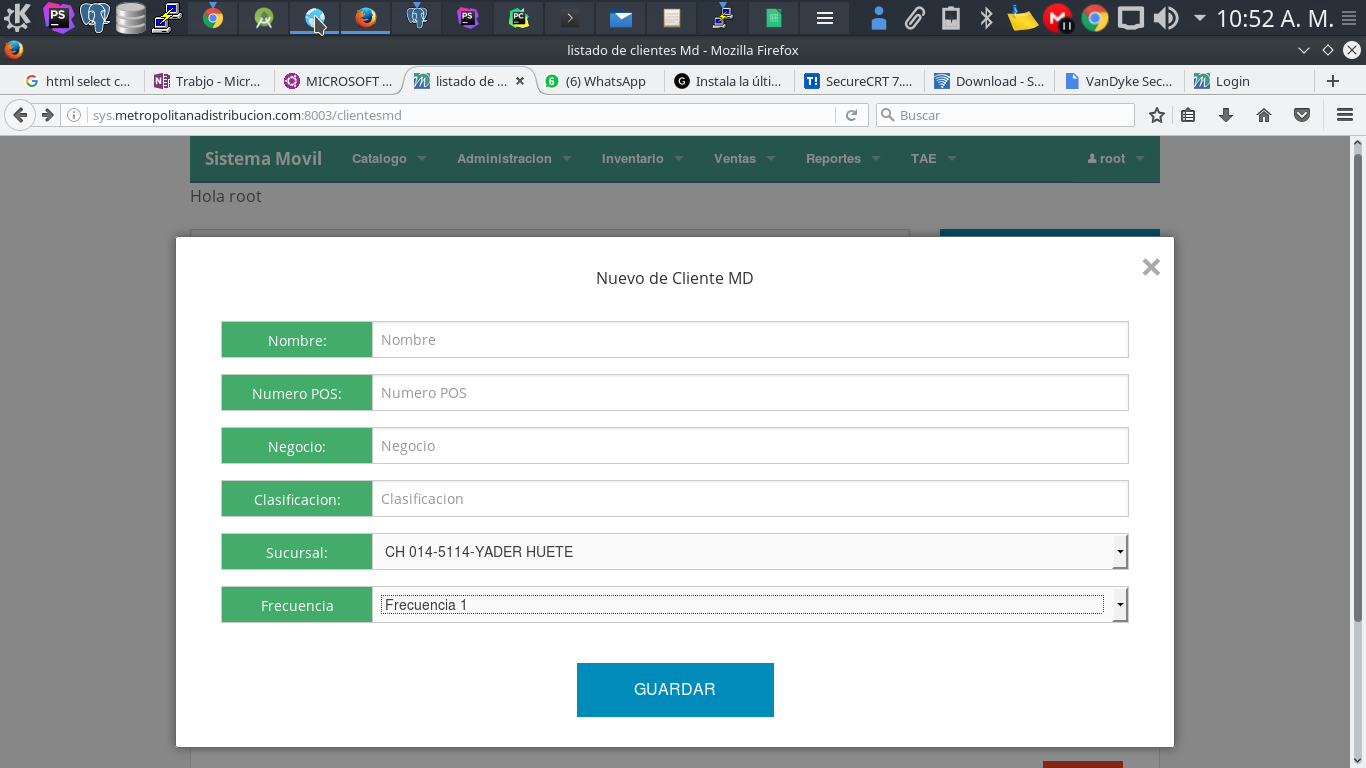 10:52 A. M.
listado de clientes Md - Mozilla Firefox
html select c... Trabjo - Micr... MICROSOFT ... listado de ... (6) WhatsApp Instala la últi... SecureCRT 7.... Download - S... VanDyke Sec... Login
sys.metropolitanadistribucion.com:8003/clientesmd Buscar
Sistema Movil Catalogo Administracion Inventario Ventas Reportes TAE root
Hola root
Nuevo de Cliente MD
Nombre: Nombre
Numero POS: Numero POS
Negocio: Negocio
Clasificacion: Clasificacion
Sucursal: CH 014-5114-YADER HUETE
Frecuencia Frecuencia 1
GUARDAR